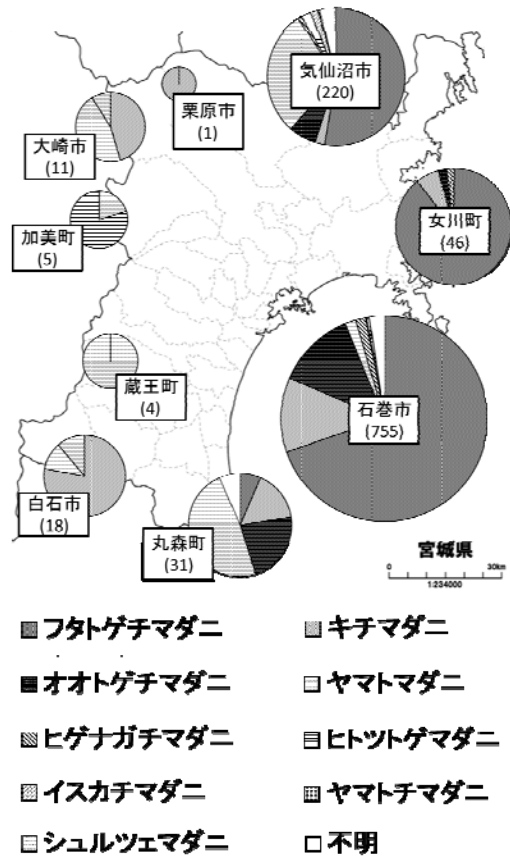 気仙沼市
(220)
栗原市
(1)
大崎市
(11)
加美町
(5)
女川町
(46)
蔵王町
(4)
石巻市
(755)
白石市
(18)
丸森町
(31)
宮城県
0 30km
1:234000
フタトゲチマダニ キチマダニ
オオトゲチマダニ ヤマトマダニ
ヒゲナガチマダニ ヒトツトゲマダニ
イスカチマダニ ヤマトチマダニ
シュルツェマダニ 不明